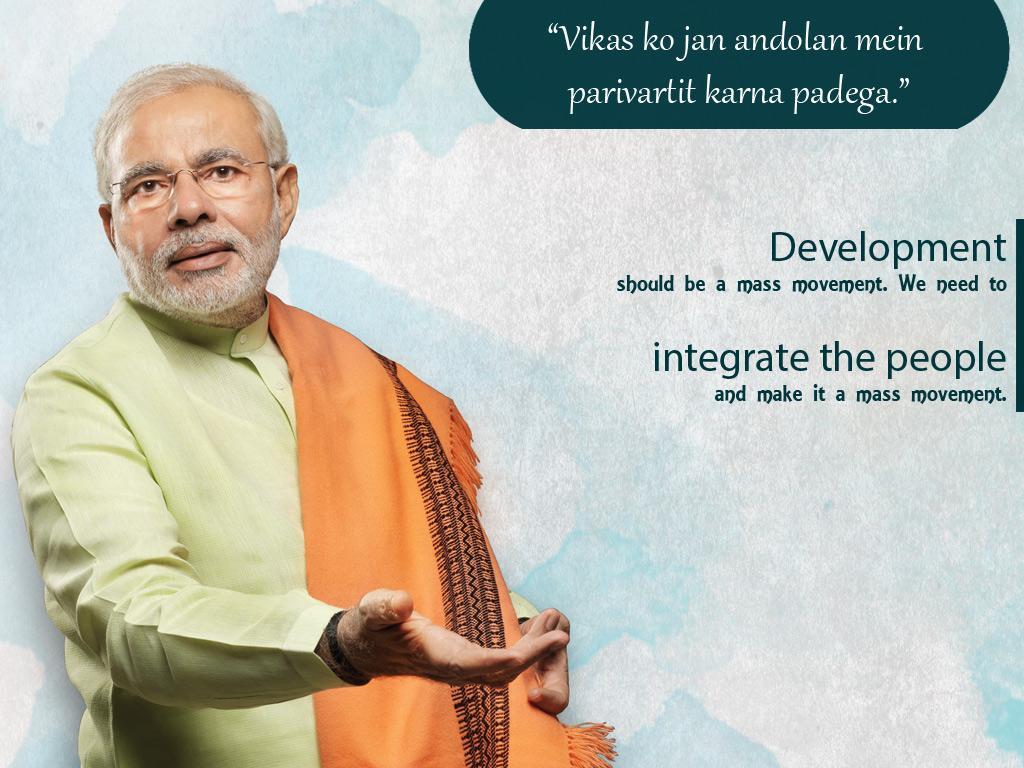 “Vikas ko jan andolan mein
parivartit karna padega.”
Development
should be a mass movement. We need to
integrate the people
and make it a mass movement.